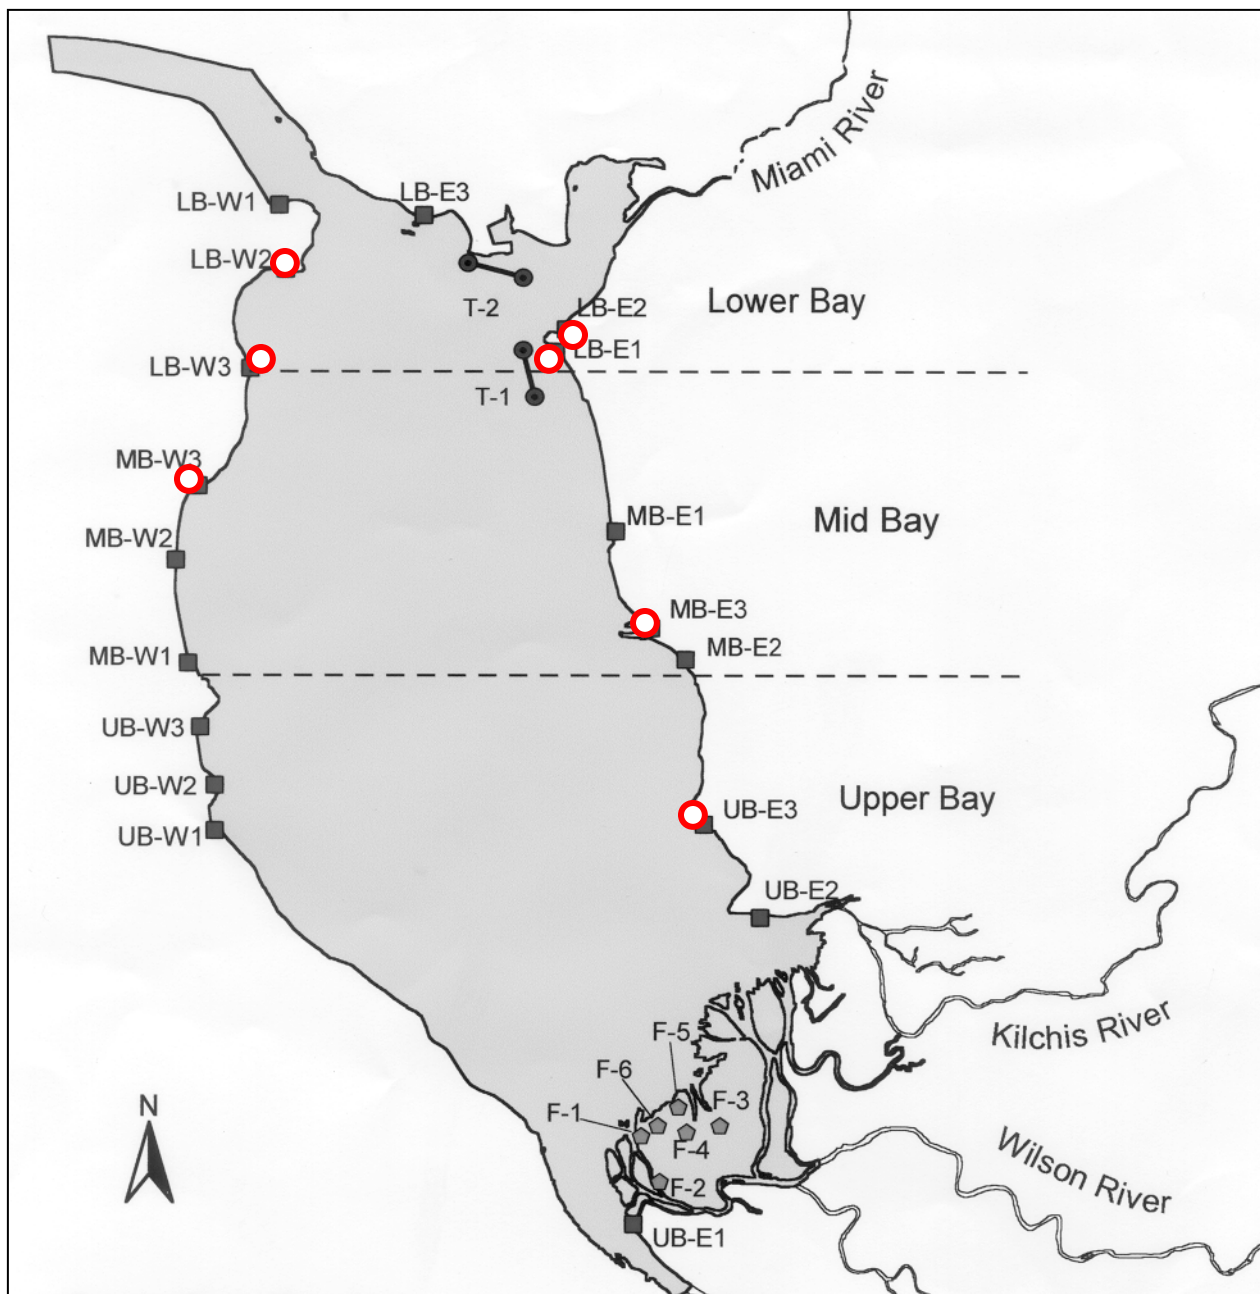 Miami River
LB-W1
LB-E3
LB-W2
Lower Bay
T-2
LB-E2
LB-E1
LB-W3
T-1
MB-W3
MB-E1
Mid Bay
MB-W2
MB-E3
MB-W1
MB-E2
UB-W3
UB-W2
Upper Bay
UB-E3
UB-W1
UB-E2
Kilchis River
F-5
F-6
F-3
F-1
N
F-4
Wilson River
F-2
UB-E1